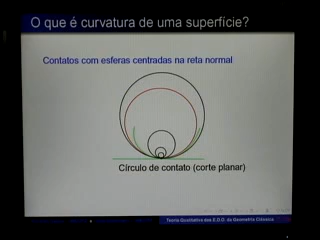 O que é curvatura de uma superfície?
Contatos com esferas centradas na reta normal
Círculo de contato (corte planar)
Teoria Qualitativa das E.D.O. da Geometria Clássica